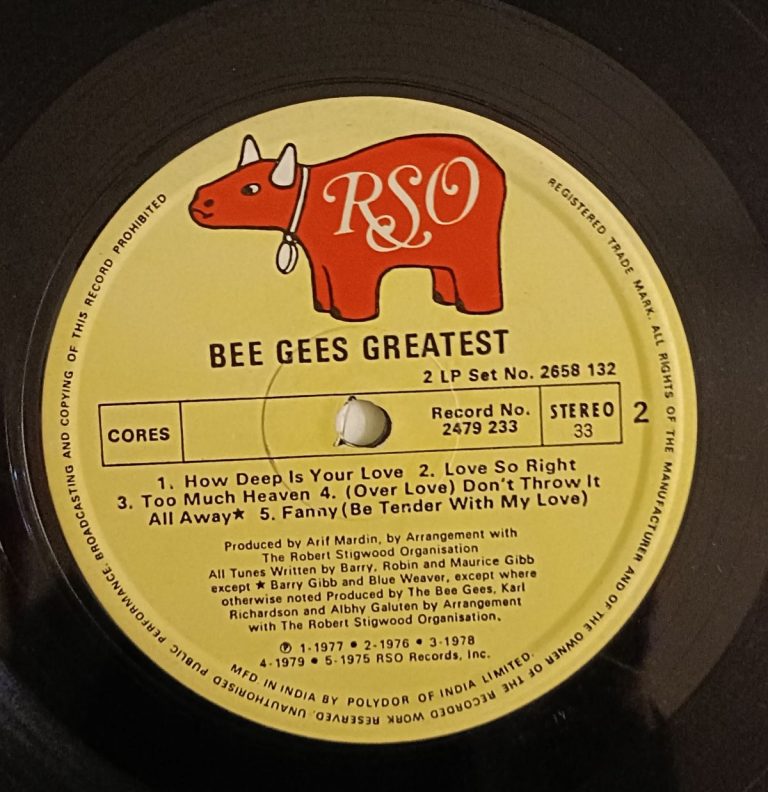 RSO
BEE GEES GREATEST
2 LP Set No. 2658 132
CORES
Record No.
2479 233
STEREO
33
2
1. How Deep Is Your Love 2. Love So Right
3. Too Much Heaven 4. (Over Love) Don't Throw It
All Away★ 5. Fanny (Be Tender With My Love)
Produced by Arif Mardin, by Arrangement with
The Robert Stigwood Organisation
All Tunes Written by Barry, Robin and Maurice Gibb
except ★ Barry Gibb and Blue Weaver, except where
otherwise noted Produced by The Bee Gees, Karl
Richardson and Albhy Galuten by Arrangement
with The Robert Stigwood Organisation.
℗ 1-1977 • 2-1976 • 3-1978
4-1979 • 5-1975 RSO Records, Inc.
MFD. IN INDIA BY POLYDOR OF INDIA LIMITED.
REGISTERED TRADE MARK. ALL RIGHTS OF THE MANUFACTURER AND OF THE OWNER OF THE RECORDED WORK RESERVED. UNAUTHORISED PUBLIC PERFORMANCE, BROADCASTING AND COPYING OF THIS RECORD PROHIBITED